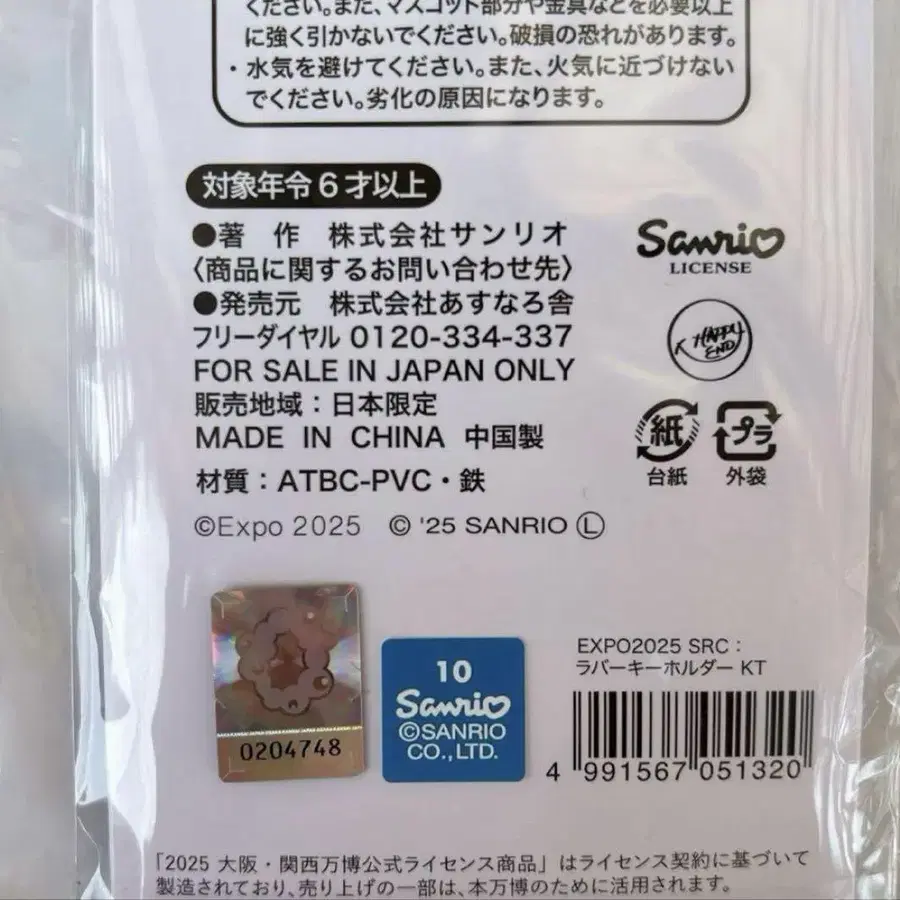 ください。また、マスコット部分や金具などを必要以上
に強く引かないでください。破損の恐れがあります。
・水気を避けてください。また、火気に近づけない
でください。劣化の原因になります。
対象年令6才以上
●著 作 株式会社サンリオ
〈商品に関するお問い合わせ先〉
●発売元 株式会社あすなろ舎
フリーダイヤル 0120-334-337
FOR SALE IN JAPAN ONLY
販売地域：日本限定
MADE IN CHINA 中国製
材質：ATBC-PVC・鉄
©Expo 2025 © '25 SANRIO Ⓛ
Sanrio
LICENSE
HAPPY
END
紙
台紙
プラ
外袋
0204748
10
Sanrio
©SANRIO
CO.,LTD.
EXPO2025 SRC：
ラバーキーホルダー KT
4 991567 051320
「2025 大阪・関西万博公式ライセンス商品」はライセンス契約に基づいて
製造されており、売り上げの一部は、本万博のために活用されます。